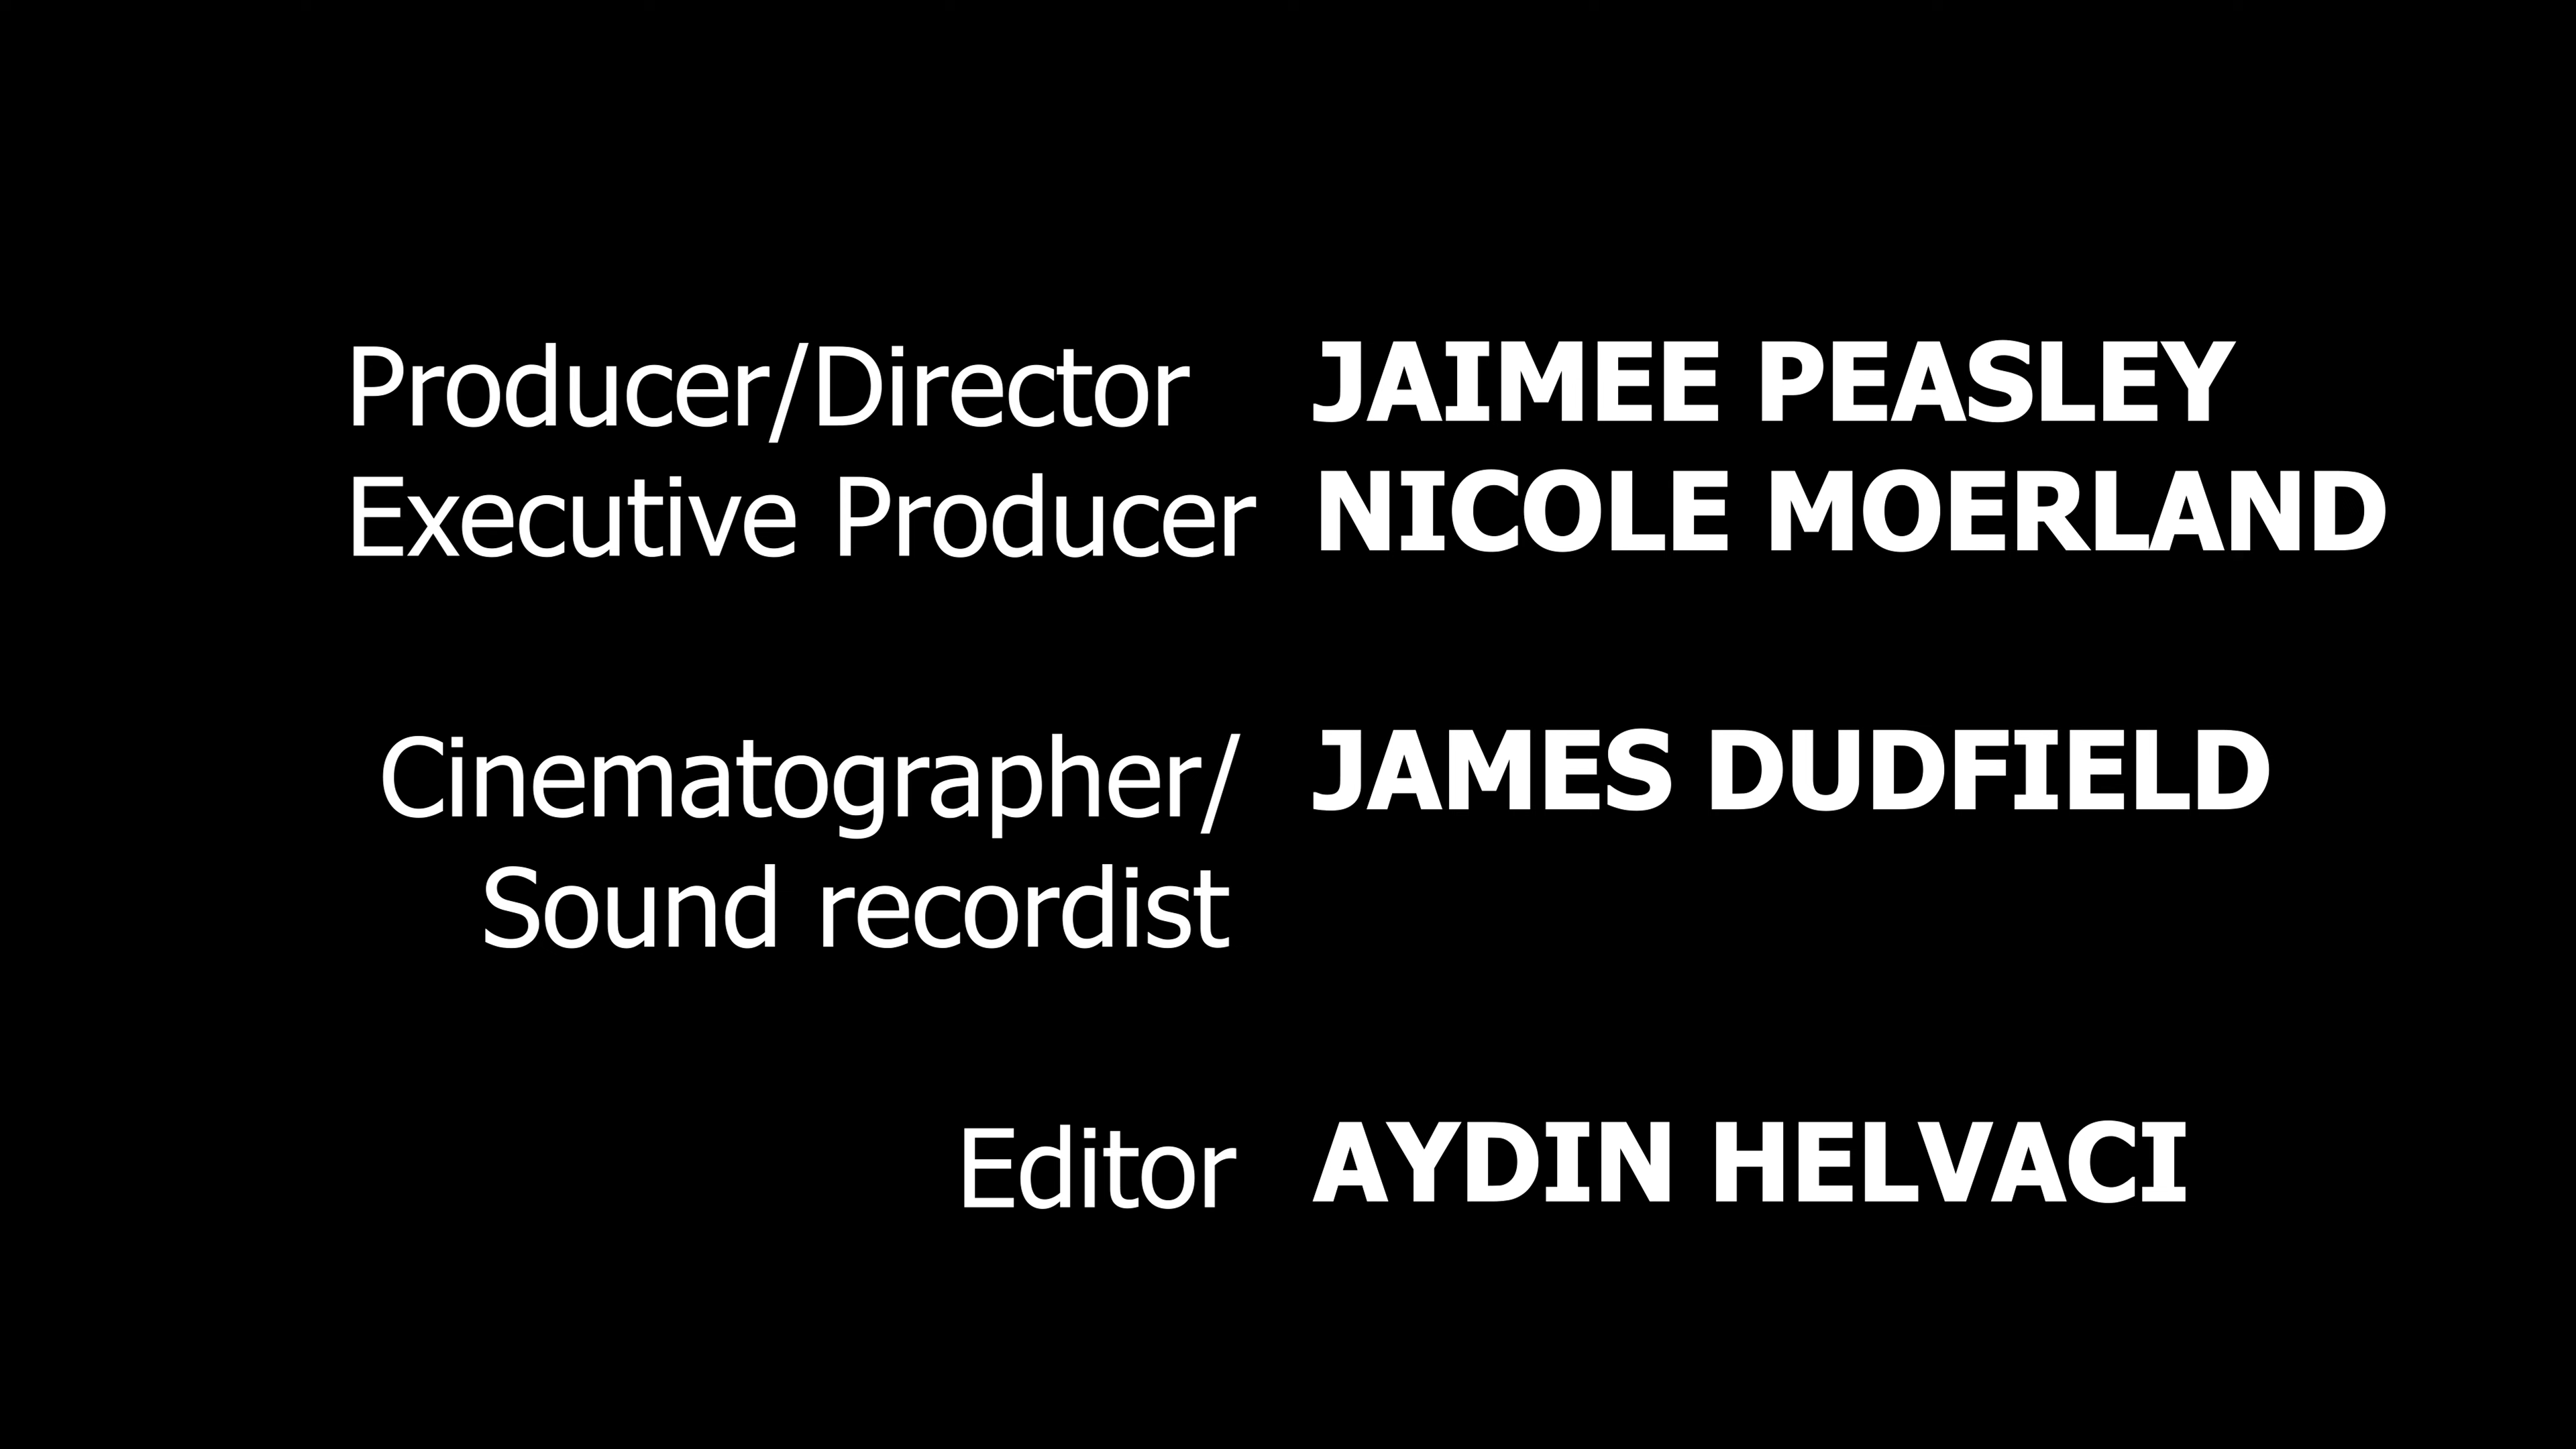 Producer/Director JAIMEE PEASLEY
Executive Producer NICOLE MOERLAND
Cinematographer/ JAMES DUDFIELD
Sound recordist
Editor AYDIN HELVACI